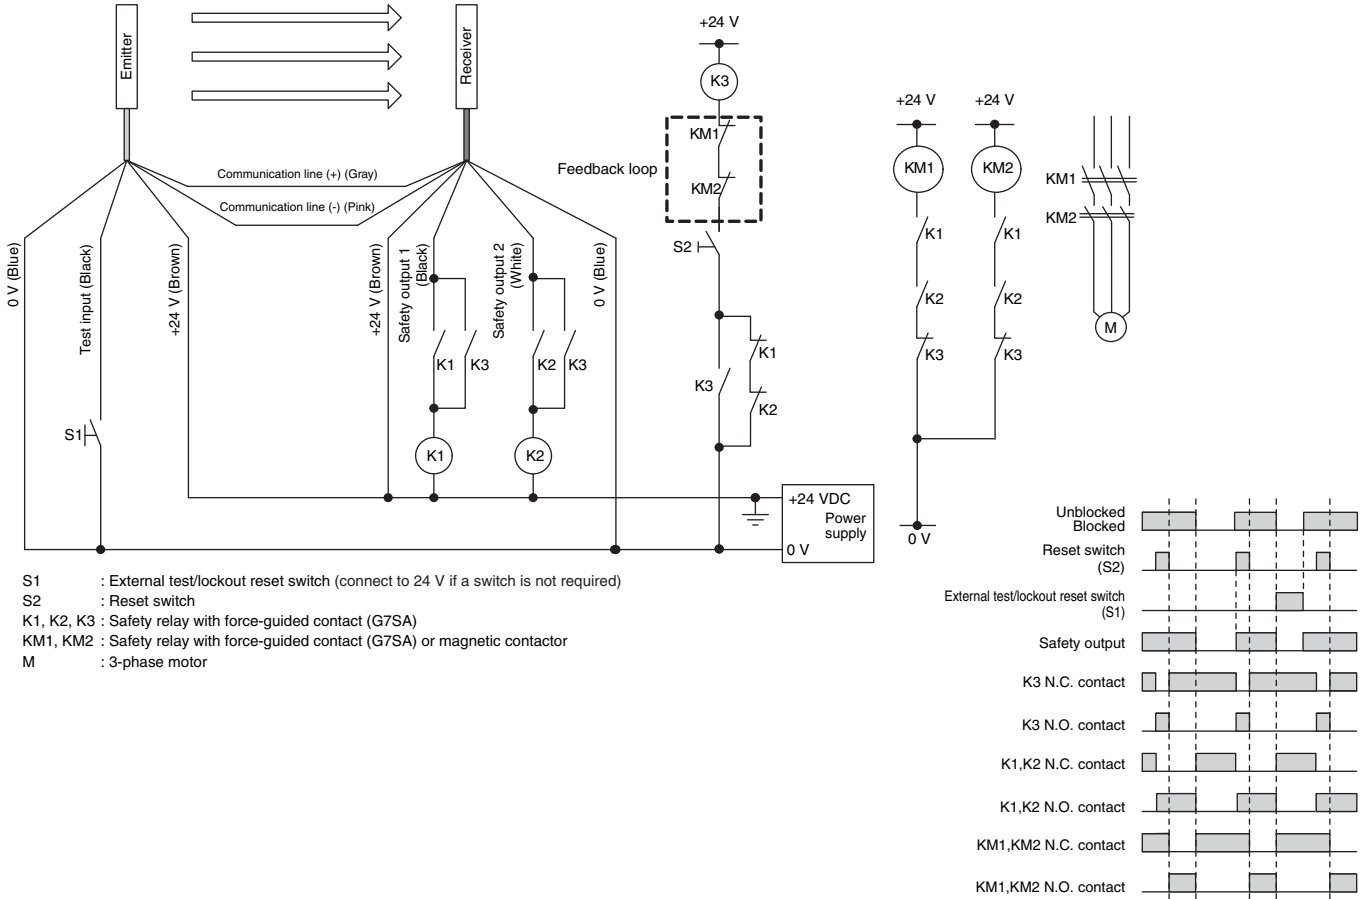 Emitter
Receiver
Communication line (+) (Gray)
Communication line (-) (Pink)
0 V (Blue)
Test input (Black)
+24 V (Brown)
+24 V (Brown)
Safety output 1
(Black)
Safety output 2
(White)
0 V (Blue)
S1
K1
K3
K2
K3
K1
K2
+24 V
K3
KM1
Feedback loop
KM2
S2
K1
K3
K2
+24 VDC
Power
supply
0 V
+24 V
+24 V
KM1
KM2
K1
K1
K2
K2
K3
K3
0 V
KM1
KM2
M
S1 : External test/lockout reset switch (connect to 24 V if a switch is not required)
S2 : Reset switch
K1, K2, K3 : Safety relay with force-guided contact (G7SA)
KM1, KM2 : Safety relay with force-guided contact (G7SA) or magnetic contactor
M : 3-phase motor
Unblocked
Blocked
Reset switch
(S2)
External test/lockout reset switch
(S1)
Safety output
K3 N.C. contact
K3 N.O. contact
K1,K2 N.C. contact
K1,K2 N.O. contact
KM1,KM2 N.C. contact
KM1,KM2 N.O. contact